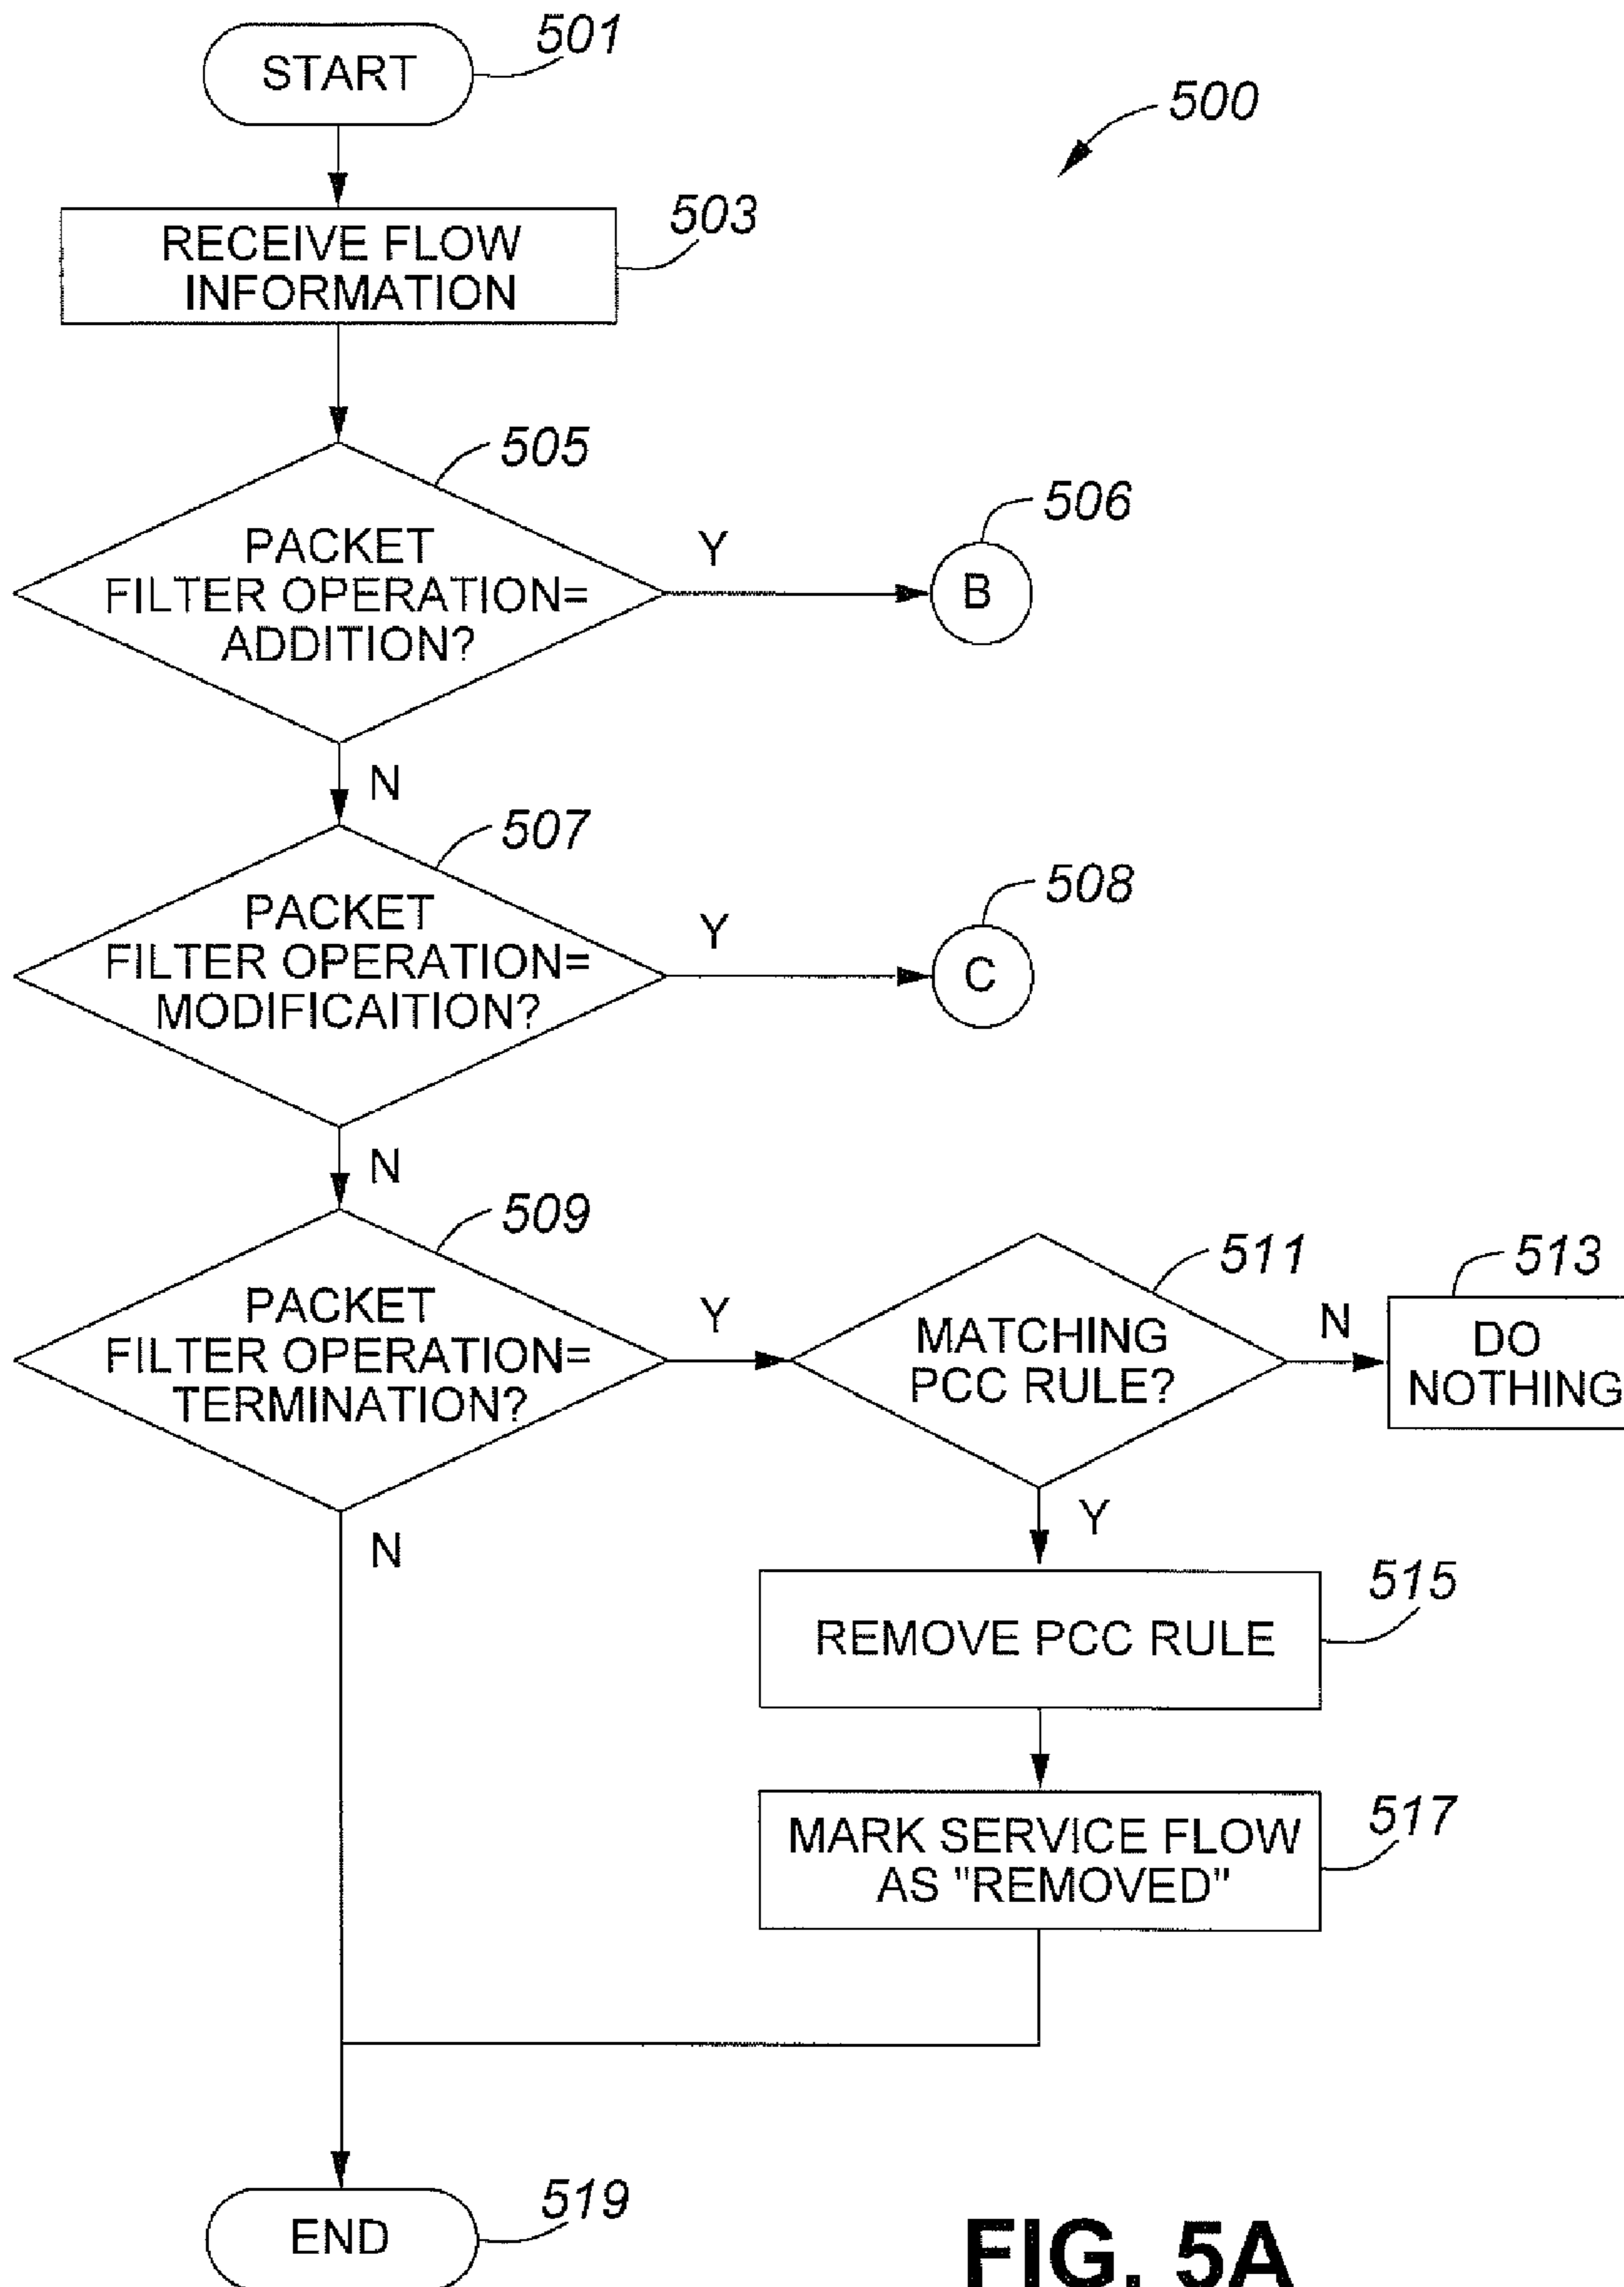 START
501
500
RECEIVE FLOW
INFORMATION
503
PACKET
FILTER OPERATION=
ADDITION?
505
Y
B
506
N
PACKET
FILTER OPERATION=
MODIFICAITION?
507
Y
C
508
N
PACKET
FILTER OPERATION=
TERMINATION?
509
Y
MATCHING
PCC RULE?
511
N
DO
NOTHING
513
N
Y
REMOVE PCC RULE
515
MARK SERVICE FLOW
AS "REMOVED"
517
END
519
FIG. 5A